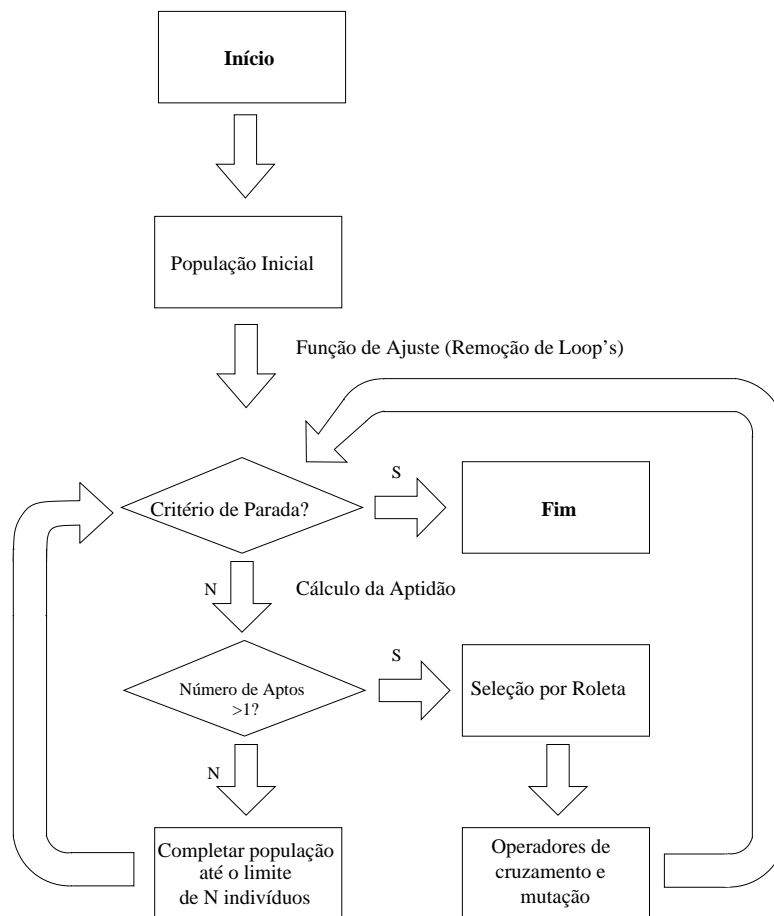 Início
População Inicial
Função de Ajuste (Remoção de Loop's)
S
Critério de Parada?
Fim
N
Cálculo da Aptidão
S
Número de Aptos
>1?
Seleção por Roleta
N
Completar população
até o limite
de N indivíduos
Operadores de
cruzamento e
mutação